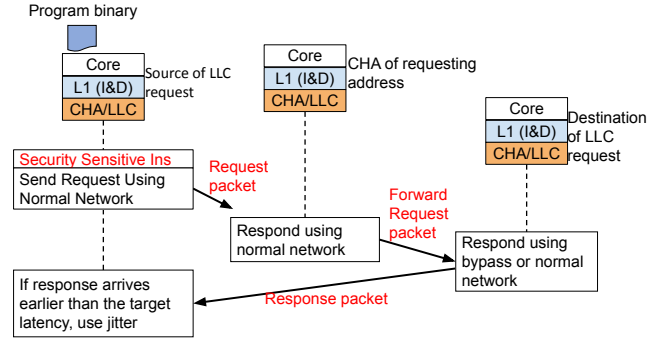 Program binary
Core
L1 (I&D)
CHA/LLC
Source of LLC
request
Core
L1 (I&D)
CHA/LLC
CHA of requesting
address
Core
L1 (I&D)
CHA/LLC
Destination
of LLC
request
Security Sensitive Ins
Send Request Using
Normal Network
Request
packet
Respond using
normal network
Forward
Request
packet
Respond using
bypass or normal
network
If response arrives
earlier than the target
latency, use jitter
Response packet